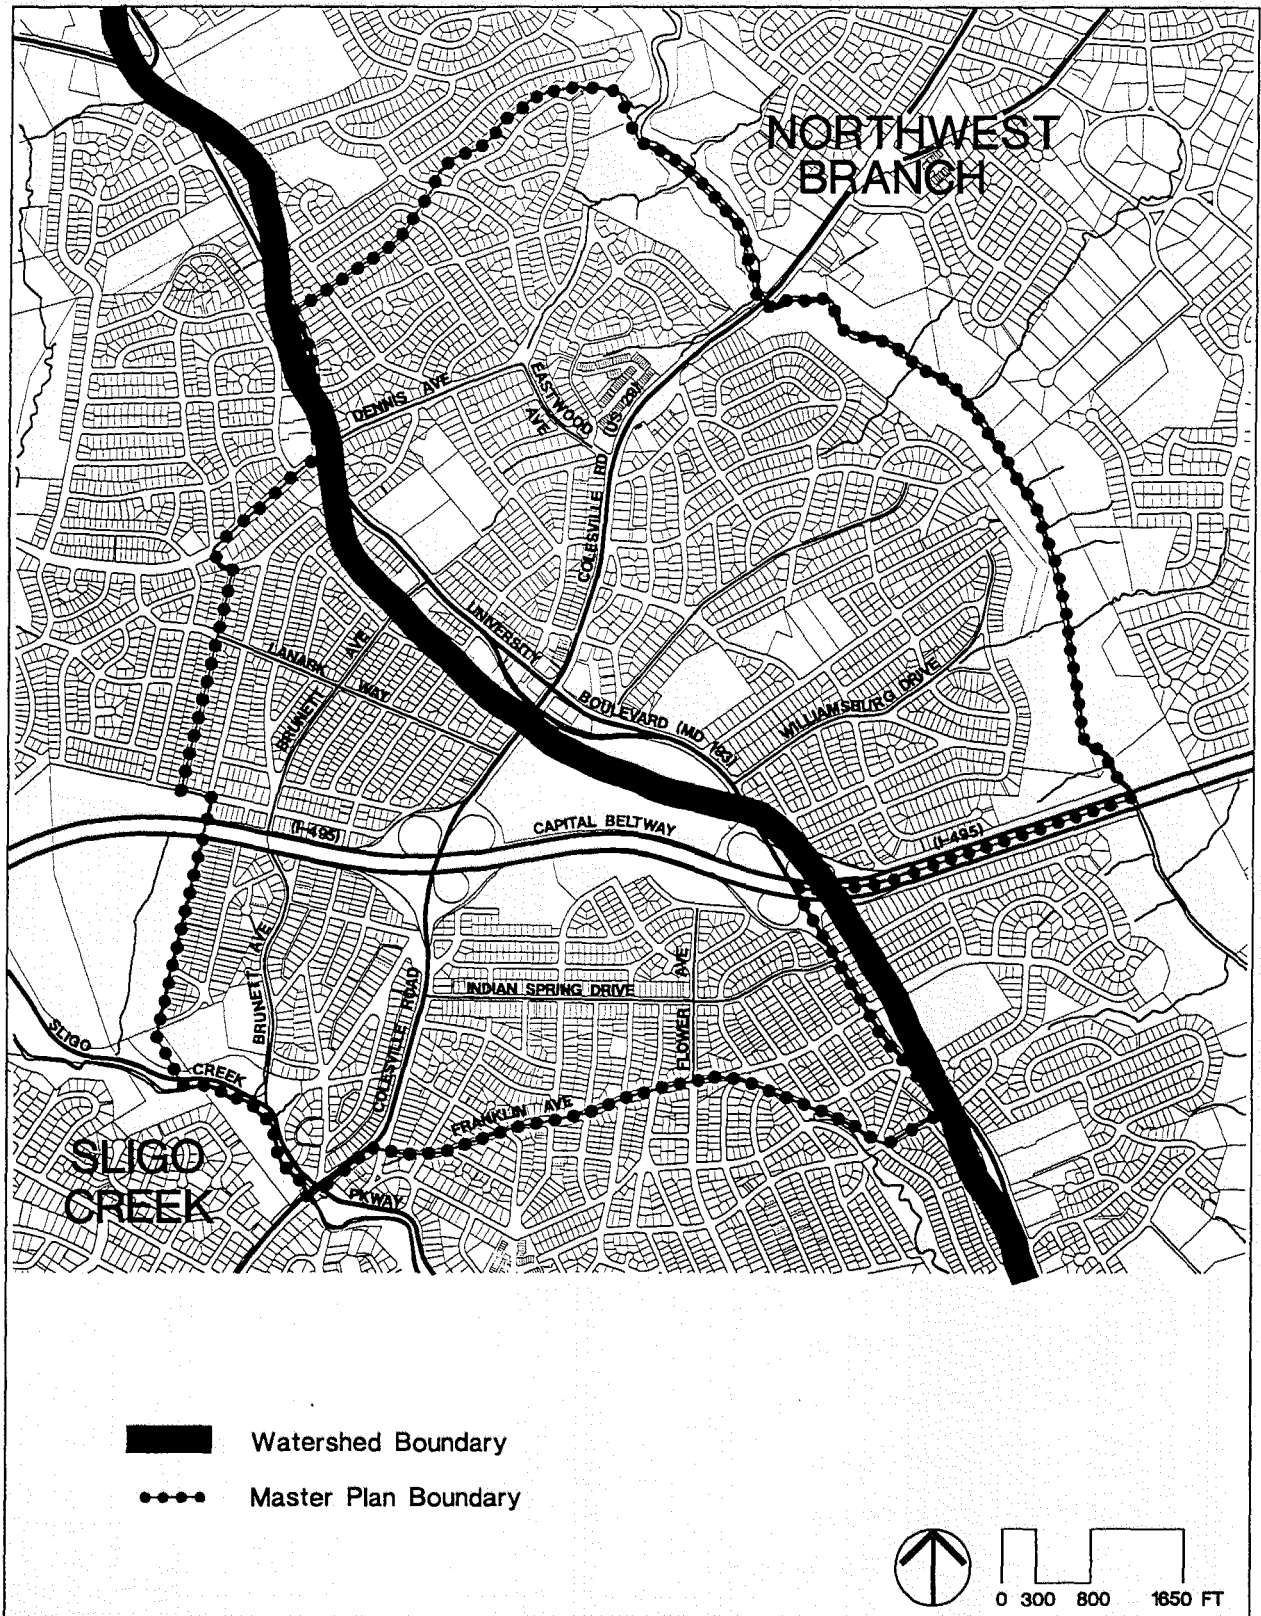 NORTHWEST
BRANCH
DENNIS AVE
EASTWOOD
AVE
(US 29)
COLESVILLE RD
UNIVERSITY
BOULEVARD (MD 193)
LANARK WAY
BRUNETT AVE
WILLIAMSBURG DRIVE
(I-495)
CAPITAL BELTWAY
(I-495)
BRUNETT AVE
COLESVILLE ROAD
INDIAN SPRING DRIVE
FLOWER AVE
SLIGO CREEK
FRANKLIN AVE
SLIGO
CREEK
PKWAY
Watershed Boundary
Master Plan Boundary
0 300 800 1650 FT